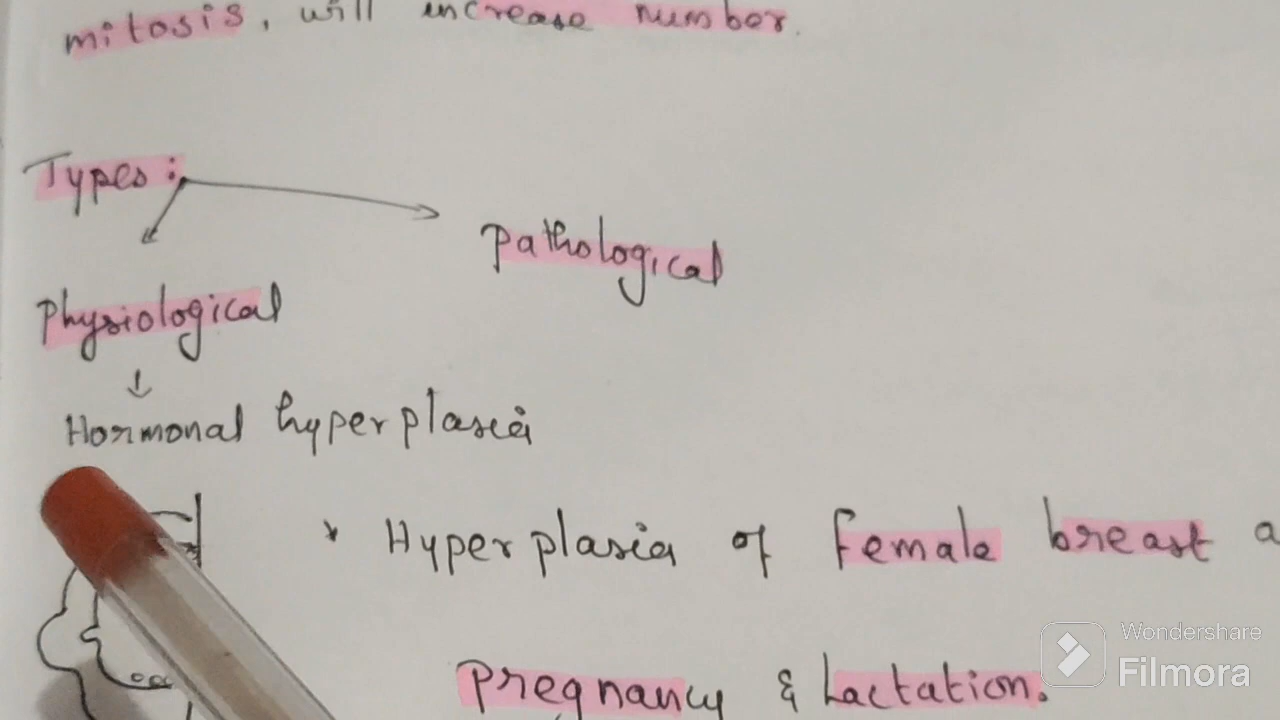 mitosis, will increase number.
Types:
Pathological
Physiological
Hormonal hyperplasia
Hyperplasia of female breast a
Pregnancy & Lactation.
Wondershare
Filmora